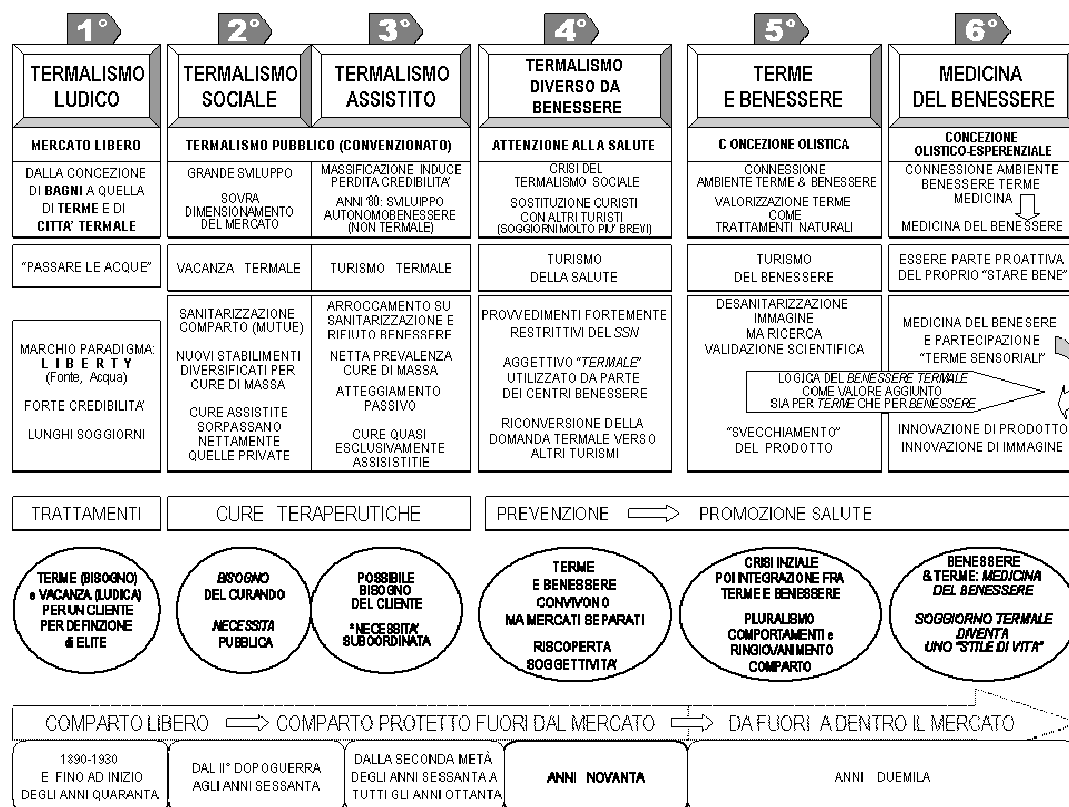 1°
2°
3°
4°
5°
6°
TERMALISMO
LUDICO
TERMALISMO
SOCIALE
TERMALISMO
ASSISTITO
TERMALISMO
DIVERSO DA
BENESSERE
TERME
E BENESSERE
MEDICINA
DEL BENESSERE
MERCATO LIBERO
TERMALISMO PUBBLICO (CONVENZIONATO)
ATTENZIONE ALLA SALUTE
C ONCEZIONE OLISTICA
CONCEZIONE
OLISTICO-ESPERENZIALE
DALLA CONCEZIONE
DI BAGNI A QUELLA
DI TERME E DI
CITTA' TERMALE
GRANDE SVILUPPO
SOVRA
DIMENSIONAMENTO
DEL MERCATO
MASSIFICAZIONE INDUCE
PERDITA CREDIBILITA'
ANNI '80: SVILUPPO
AUTONOMOBENESSERE
(NON TERMALE)
CRISI DEL
TERMALISMO SOCIALE
SOSTITUZIONE CURISTI
CON ALTRI TURISTI
(SOGGIORNI MOLTO PIU' BREVI)
CONNESSIONE
AMBIENTE TERME & BENESSERE
VALORIZZAZIONE TERME
COME
TRATTAMENTI NATURALI
CONNESSIONE AMBIENTE
BENESSERE TERME
MEDICINA
MEDICINA DEL BENESSERE
"PASSARE LE ACQUE"
VACANZA TERMALE
TURISMO TERMALE
TURISMO
DELLA SALUTE
TURISMO
DEL BENESSERE
ESSERE PARTE PROATTIVA
DEL PROPRIO "STARE BENE"
MARCHIO PARADIGMA:
L I B E R T Y
(Fonte, Acqua)
FORTE CREDIBILITA'
LUNGHI SOGGIORNI
SANITARIZZAZIONE
COMPARTO (MUTUE)
NUOVI STABILIMENTI
DIVERSIFICATI PER
CURE DI MASSA
CURE ASSISTITE
SORPASSANO
NETTAMENTE
QUELLE PRIVATE
ARROCCAMENTO SU
SANITARIZZAZIONE E
RIFIUTO BENESSERE
NETTA PREVALENZA
CURE DI MASSA
ATTEGGIAMENTO
PASSIVO
CURE QUASI
ESCLUSIVAMENTE
ASSISISTITIE
PROVVEDIMENTI FORTEMENTE
RESTRITTIVI DEL SSN
AGGETTIVO "TERMALE"
UTILIZZATO DA PARTE
DEI CENTRI BENESSERE
RICONVERSIONE DELLA
DOMANDA TERMALE VERSO
ALTRI TURISMI
DESANITARIZZAZIONE
IMMAGINE
MA RICERCA
VALIDAZIONE SCIENTIFICA
LOGICA DEL BENESSERE TERMALE
COME VALORE AGGIUNTO
SIA PER TERME CHE PER BENESSERE
"SVECCHIAMENTO"
DEL PRODOTTO
MEDICINA DEL BENESERE
E PARTECIPAZIONE
"TERME SENSORIALI"
INNOVAZIONE DI PRODOTTO
INNOVAZIONE DI IMMAGINE
TRATTAMENTI
CURE TERAPERUTICHE
PREVENZIONE
PROMOZIONE SALUTE
TERME (BISOGNO)
e VACANZA (LUDICA)
PER UN CLIENTE
PER DEFINZIONE
di ELITE
BISOGNO
DEL CURANDO
NECESSITA
PUBBLICA
POSSIBILE
BISOGNO
DEL CLIENTE
"NECESSITA'
SUBORDINATA
TERME
E BENESSERE
CONVIVONO
MA MERCATI SEPARATI
RISCOPERTA
SOGGETTIVITA'
CRISI INZIALE
POI INTEGRAZIONE FRA
TERME E BENESSERE
PLURALISMO
COMPORTAMENTI e
RINGIOVANIMENTO
COMPARTO
BENESSERE
& TERME: MEDICINA
DEL BENESSERE
SOGGIORNO TERMALE
DIVENTA
UNO "STILE DI VITA"
COMPARTO LIBERO
COMPARTO PROTETTO FUORI DAL MERCATO
DA FUORI A DENTRO IL MERCATO
1890-1930
E FINO AD INIZIO
DEGLI ANNI QUARANTA
DAL II° DOPOGUERRA
AGLI ANNI SESSANTA
DALLA SECONDA METÀ
DEGLI ANNI SESSANTA A
TUTTI GLI ANNI OTTANTA
ANNI NOVANTA
ANNI DUEMILA